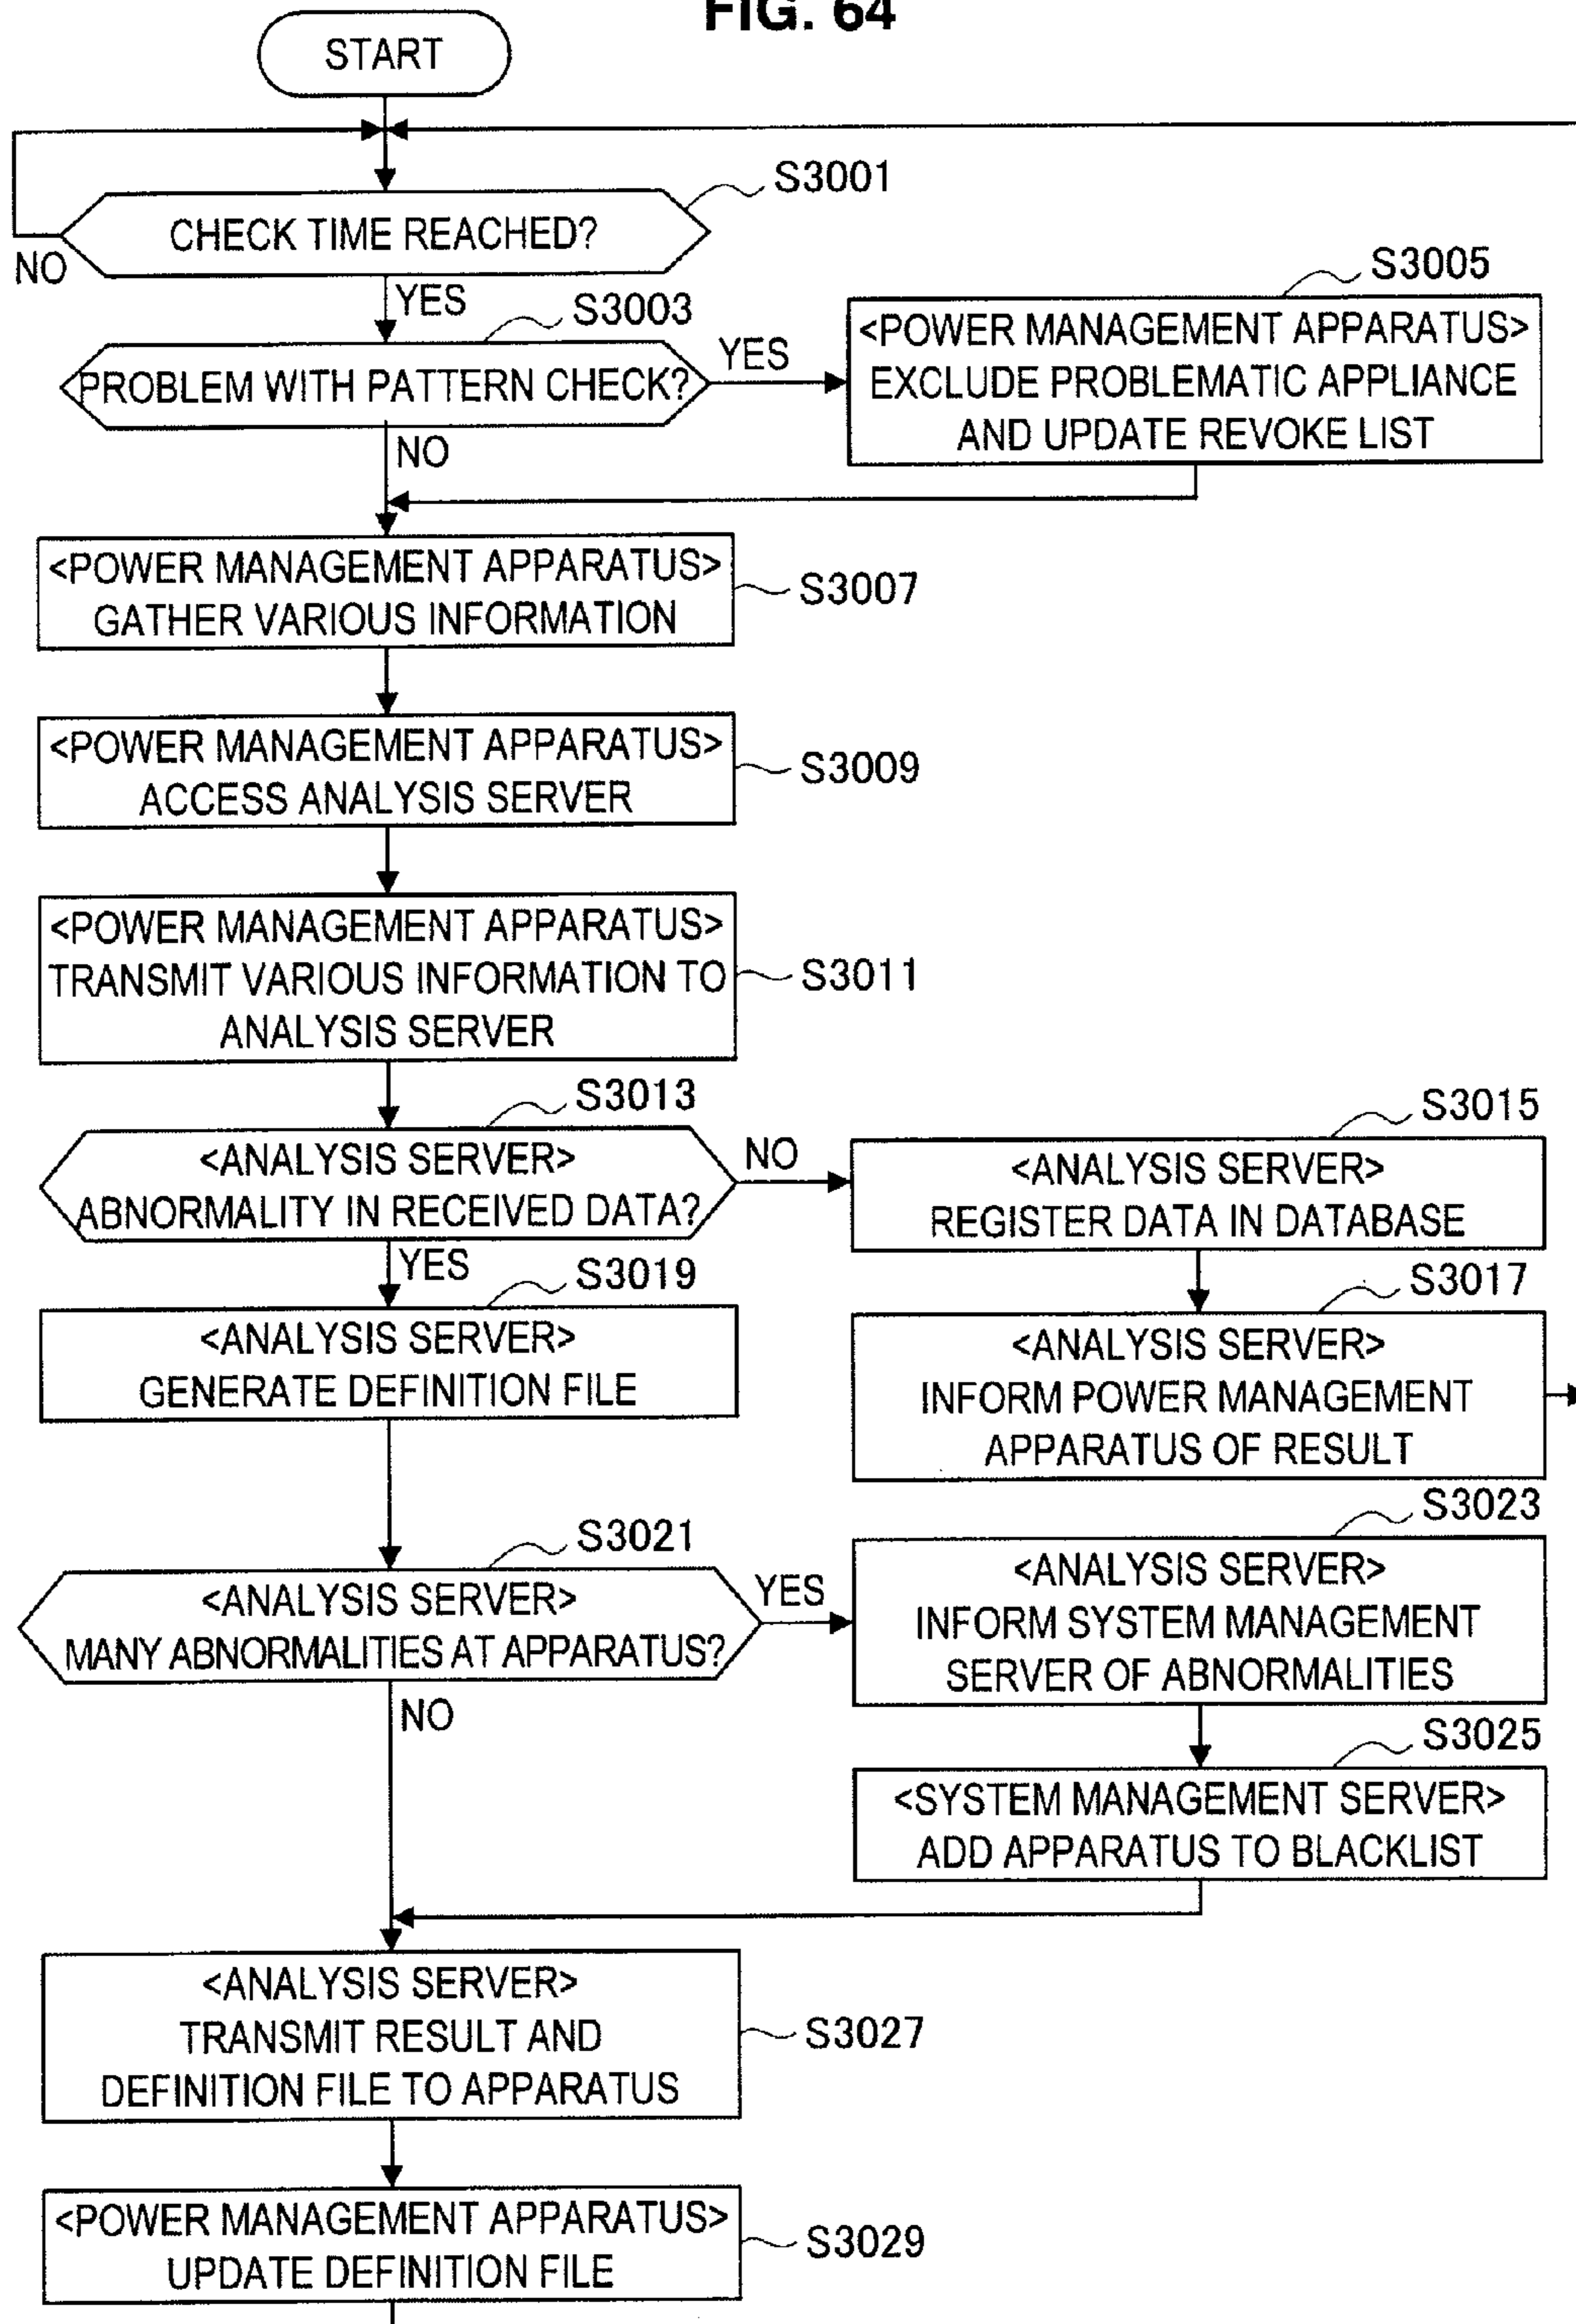 FIG. 64
START
S3001
CHECK TIME REACHED?
NO
YES
S3003
PROBLEM WITH PATTERN CHECK?
YES
S3005
<POWER MANAGEMENT APPARATUS>
EXCLUDE PROBLEMATIC APPLIANCE
AND UPDATE REVOKE LIST
NO
<POWER MANAGEMENT APPARATUS>
GATHER VARIOUS INFORMATION
S3007
<POWER MANAGEMENT APPARATUS>
ACCESS ANALYSIS SERVER
S3009
<POWER MANAGEMENT APPARATUS>
TRANSMIT VARIOUS INFORMATION TO
ANALYSIS SERVER
S3011
S3013
<ANALYSIS SERVER>
ABNORMALITY IN RECEIVED DATA?
NO
S3015
<ANALYSIS SERVER>
REGISTER DATA IN DATABASE
YES
S3019
<ANALYSIS SERVER>
GENERATE DEFINITION FILE
S3017
<ANALYSIS SERVER>
INFORM POWER MANAGEMENT
APPARATUS OF RESULT
S3021
<ANALYSIS SERVER>
MANY ABNORMALITIES AT APPARATUS?
YES
S3023
<ANALYSIS SERVER>
INFORM SYSTEM MANAGEMENT
SERVER OF ABNORMALITIES
NO
S3025
<SYSTEM MANAGEMENT SERVER>
ADD APPARATUS TO BLACKLIST
<ANALYSIS SERVER>
TRANSMIT RESULT AND
DEFINITION FILE TO APPARATUS
S3027
<POWER MANAGEMENT APPARATUS>
UPDATE DEFINITION FILE
S3029